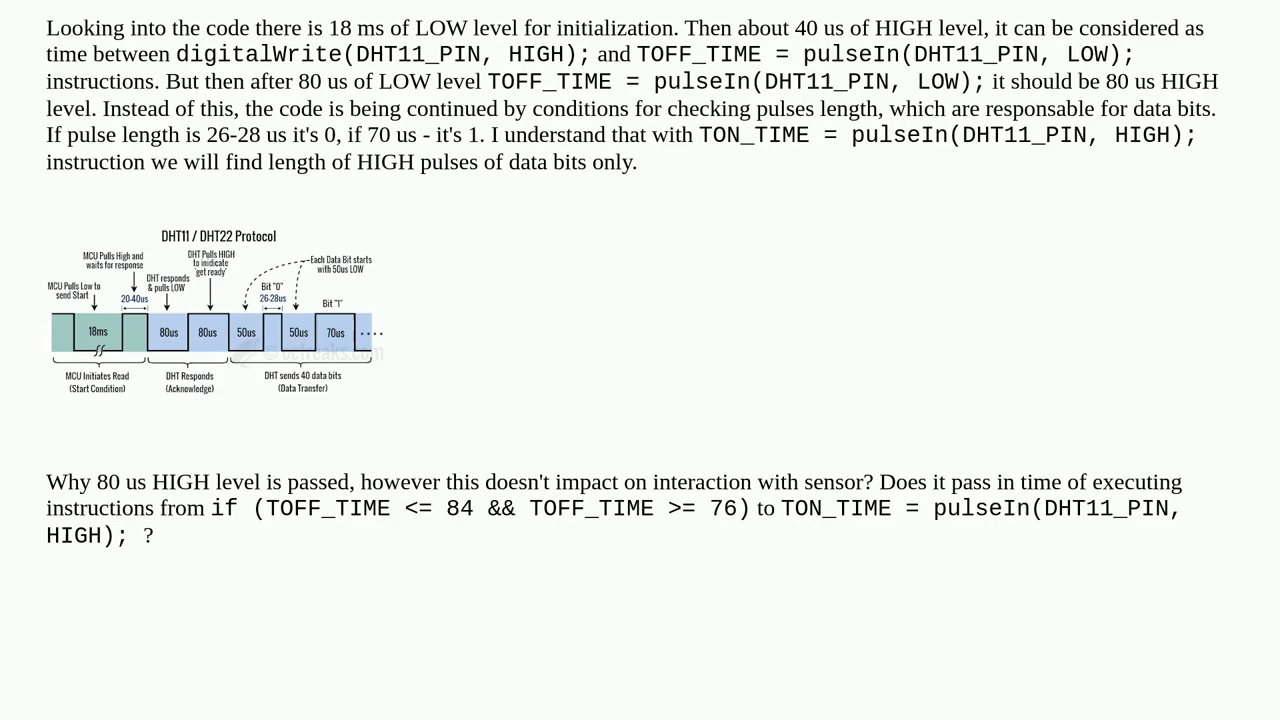 Looking into the code there is 18 ms of LOW level for initialization. Then about 40 us of HIGH level, it can be considered as
time between digitalWrite(DHT11_PIN, HIGH); and TOFF_TIME = pulseIn(DHT11_PIN, LOW);
instructions. But then after 80 us of LOW level TOFF_TIME = pulseIn(DHT11_PIN, LOW); it should be 80 us HIGH
level. Instead of this, the code is being continued by conditions for checking pulses length, which are responsable for data bits.
If pulse length is 26-28 us it's 0, if 70 us - it's 1. I understand that with TON_TIME = pulseIn(DHT11_PIN, HIGH);
instruction we will find length of HIGH pulses of data bits only.
DHT11 / DHT22 Protocol
MCU Pulls High and
waits for response
DHT Pulls HIGH
to inidicate
'get ready'
Each Data Bit starts
with 50us LOW
MCU Pulls Low to
send Start
DHT responds
& pulls LOW
20-40us
Bit "0"
26-28us
Bit "1"
18ms
80us
80us
50us
50us
70us
....
MCU Initiates Read
(Start Condition)
DHT Responds
(Acknowledge)
DHT sends 40 data bits
(Data Transfer)
Why 80 us HIGH level is passed, however this doesn't impact on interaction with sensor? Does it pass in time of executing
instructions from if (TOFF_TIME <= 84 && TOFF_TIME >= 76) to TON_TIME = pulseIn(DHT11_PIN,
HIGH); ?